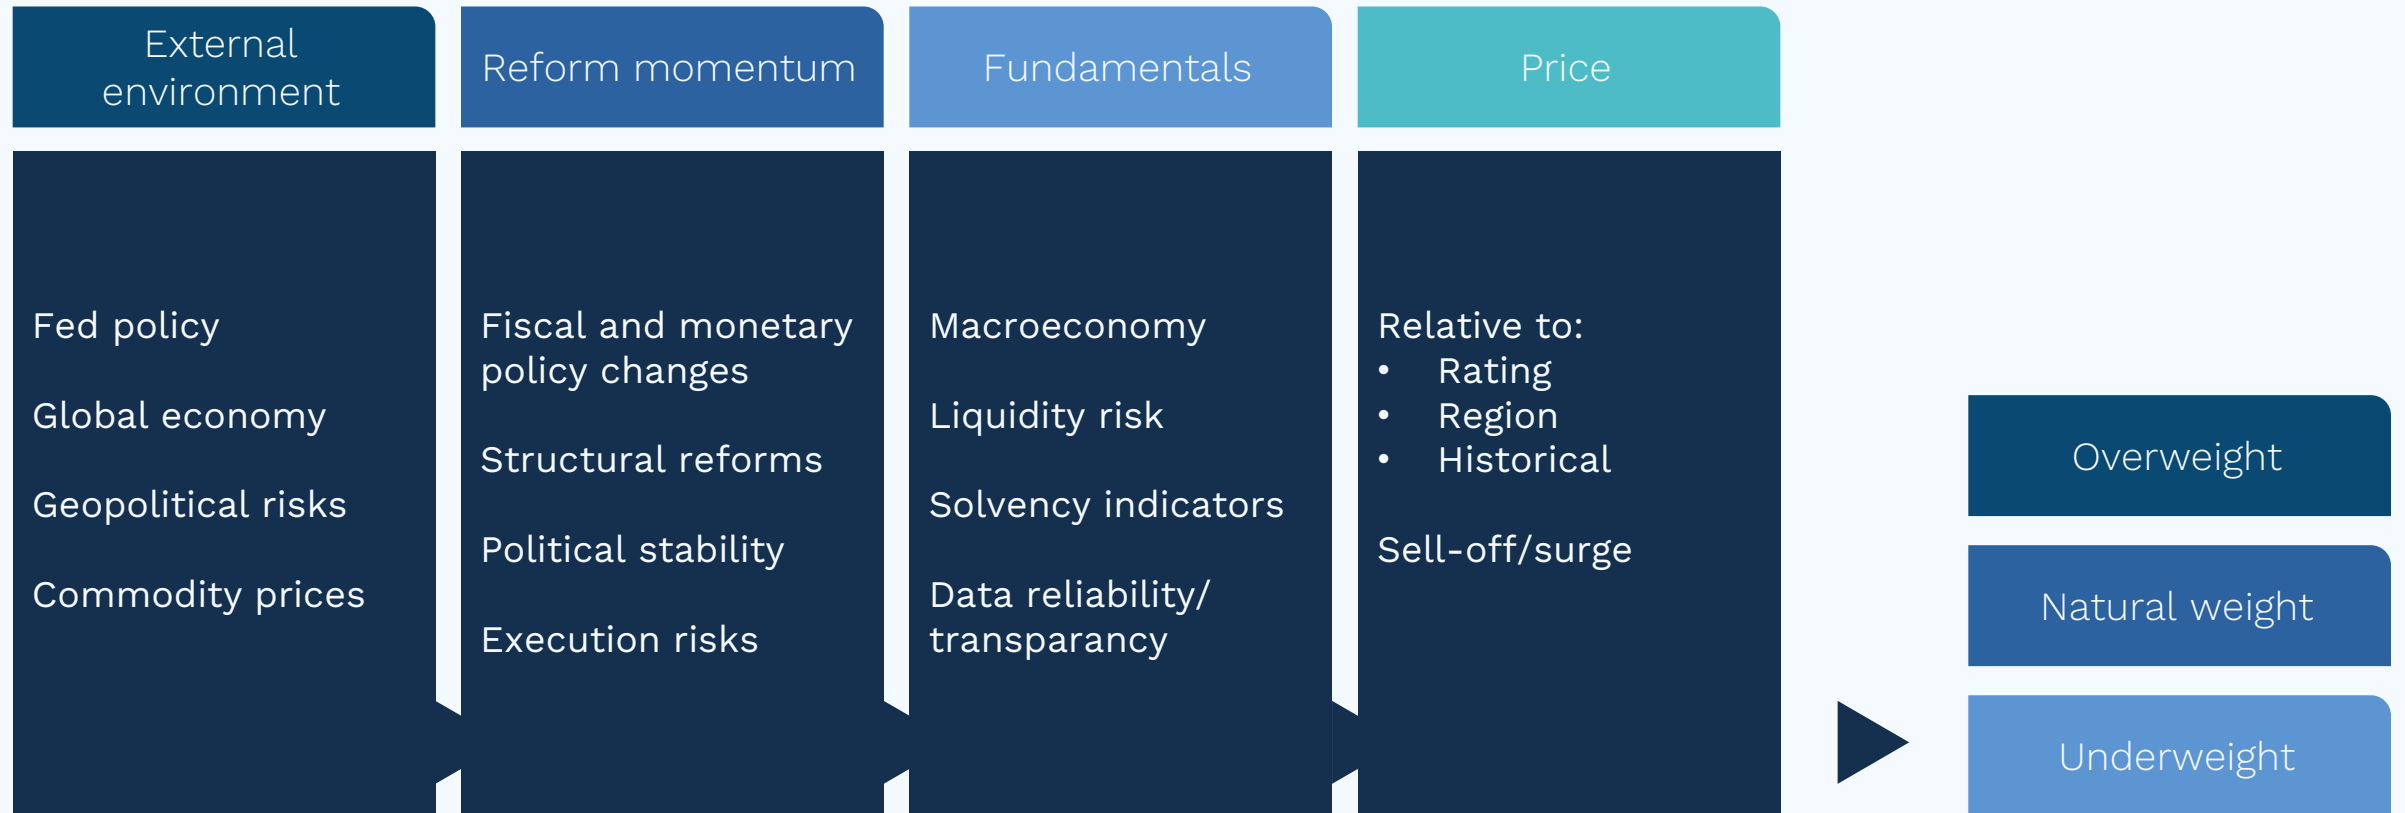 External
environment
Reform momentum
Fundamentals
Price
Fed policy
Global economy
Geopolitical risks
Commodity prices
Fiscal and monetary
policy changes
Structural reforms
Political stability
Execution risks
Macroeconomy
Liquidity risk
Solvency indicators
Data reliability/
transparancy
Relative to:
• Rating
• Region
• Historical
Sell-off/surge
Overweight
Natural weight
Underweight